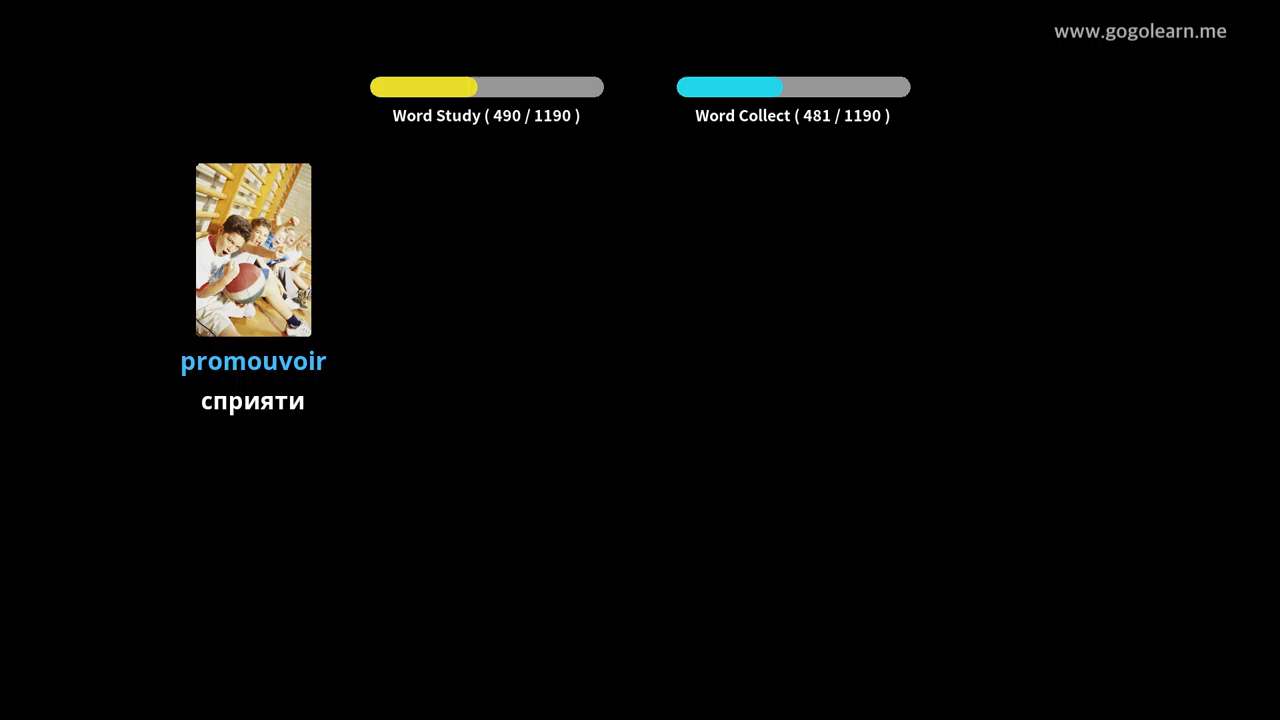 www.gogolearn.me
Word Study ( 490 / 1190 )
Word Collect ( 481 / 1190 )
promouvoir
сприяти